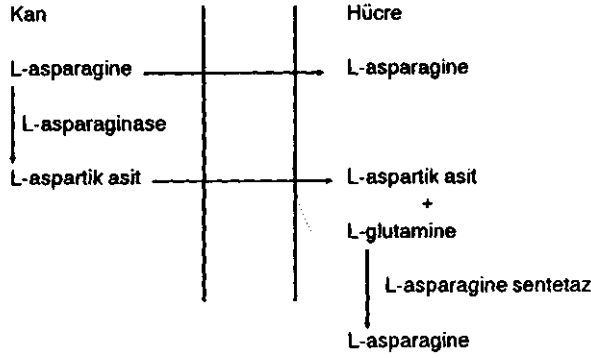 Kan Hücre
L-asparagine L-asparagine
L-asparaginase
L-aspartik asit L-aspartik asit
+
L-glutamine
L-asparagine sentetaz
L-asparagine